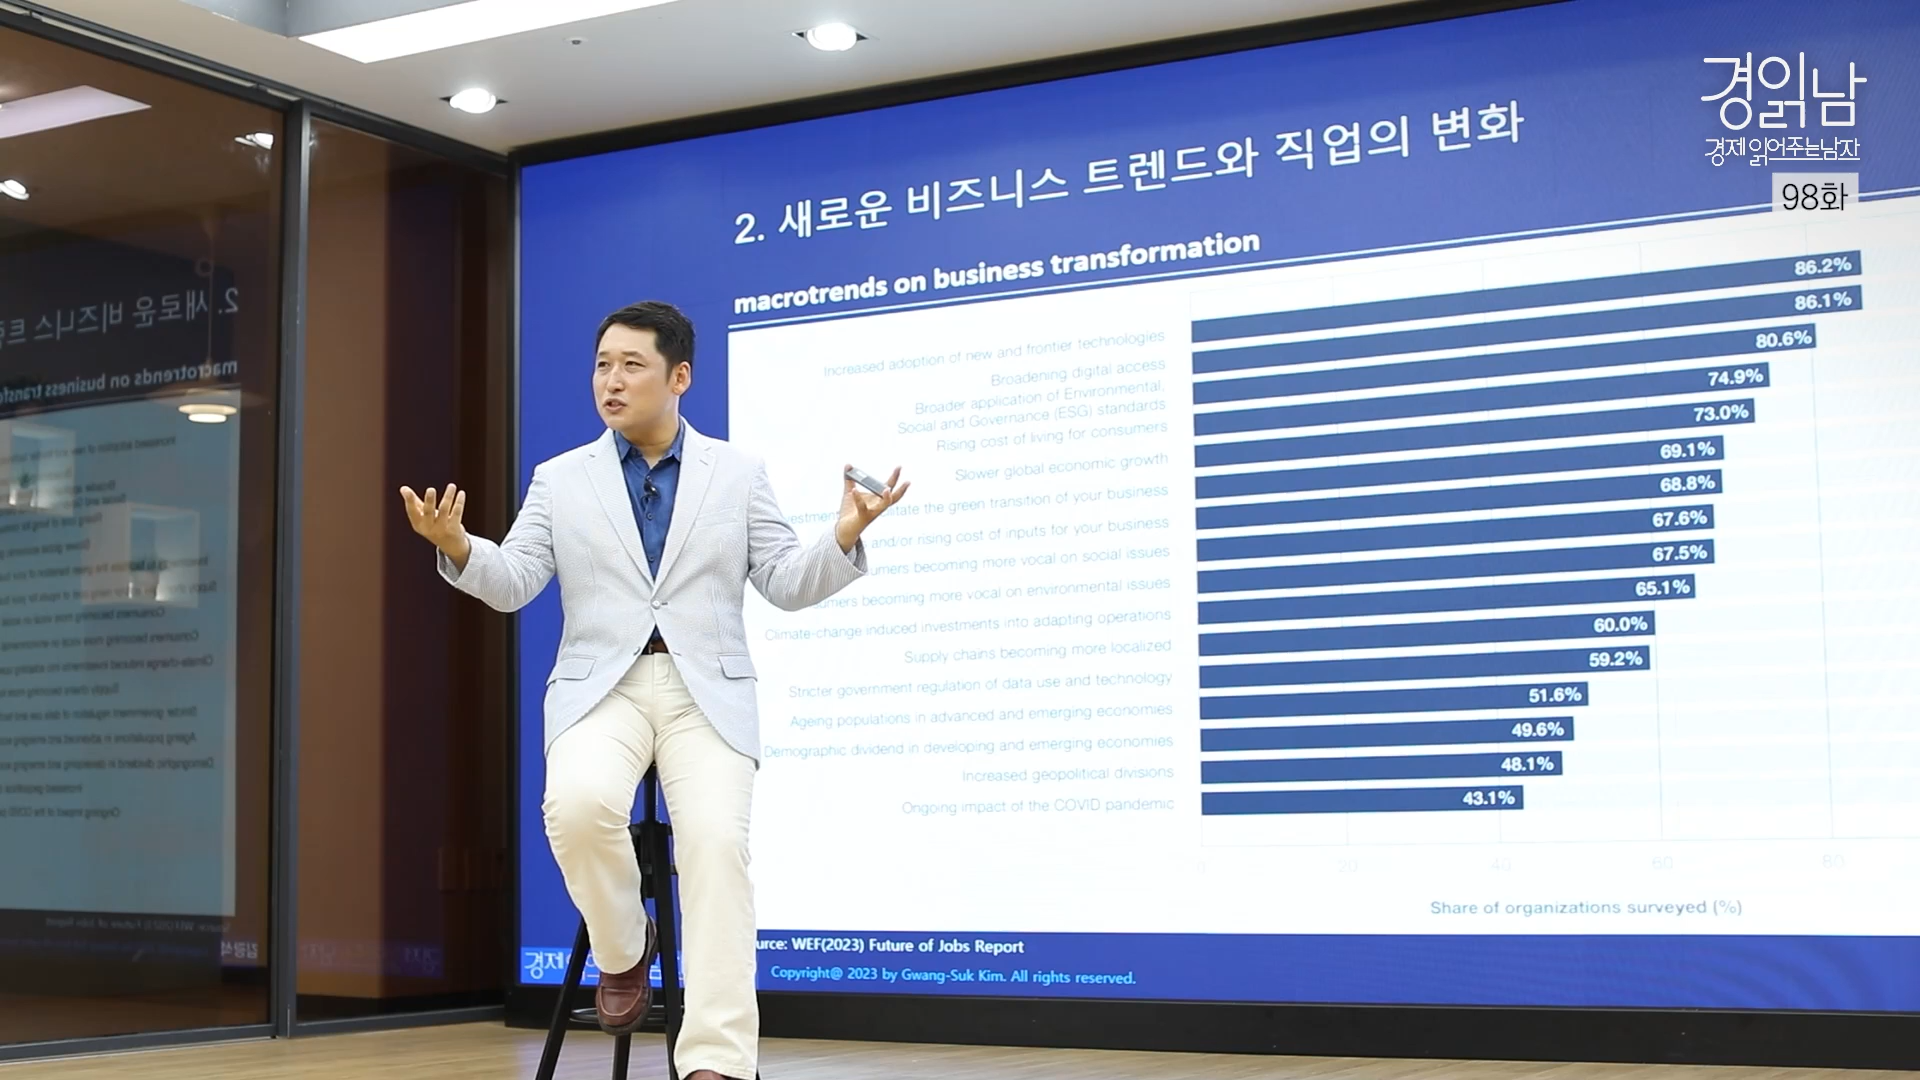 경읽남
경제 읽어주는남자
98화
2. 새로운 비즈니스 트렌드와 직업의 변화
macrotrends on business transformation
Increased adoption of new and frontier technologies
86.2%
Broadening digital access
86.1%
Broader application of Environmental,
Social and Governance (ESG) standards
80.6%
Rising cost of living for consumers
74.9%
Slower global economic growth
73.0%
the green transition of your business
69.1%
and/or rising cost of inputs for your business
68.8%
becoming more vocal on social issues
67.6%
becoming more vocal on environmental issues
67.5%
Climate-change induced investments into adapting operations
65.1%
Supply chains becoming more localized
60.0%
Stricter government regulation of data use and technology
59.2%
Ageing populations in advanced and emerging economies
51.6%
Demographic dividend in developing and emerging economies
49.6%
Increased geopolitical divisions
48.1%
Ongoing impact of the COVID pandemic
43.1%
0 20 40 60 80
Share of organizations surveyed (%)
WEF(2023) Future of Jobs Report
Copyright@ 2023 by Gwang-Suk Kim. All rights reserved.